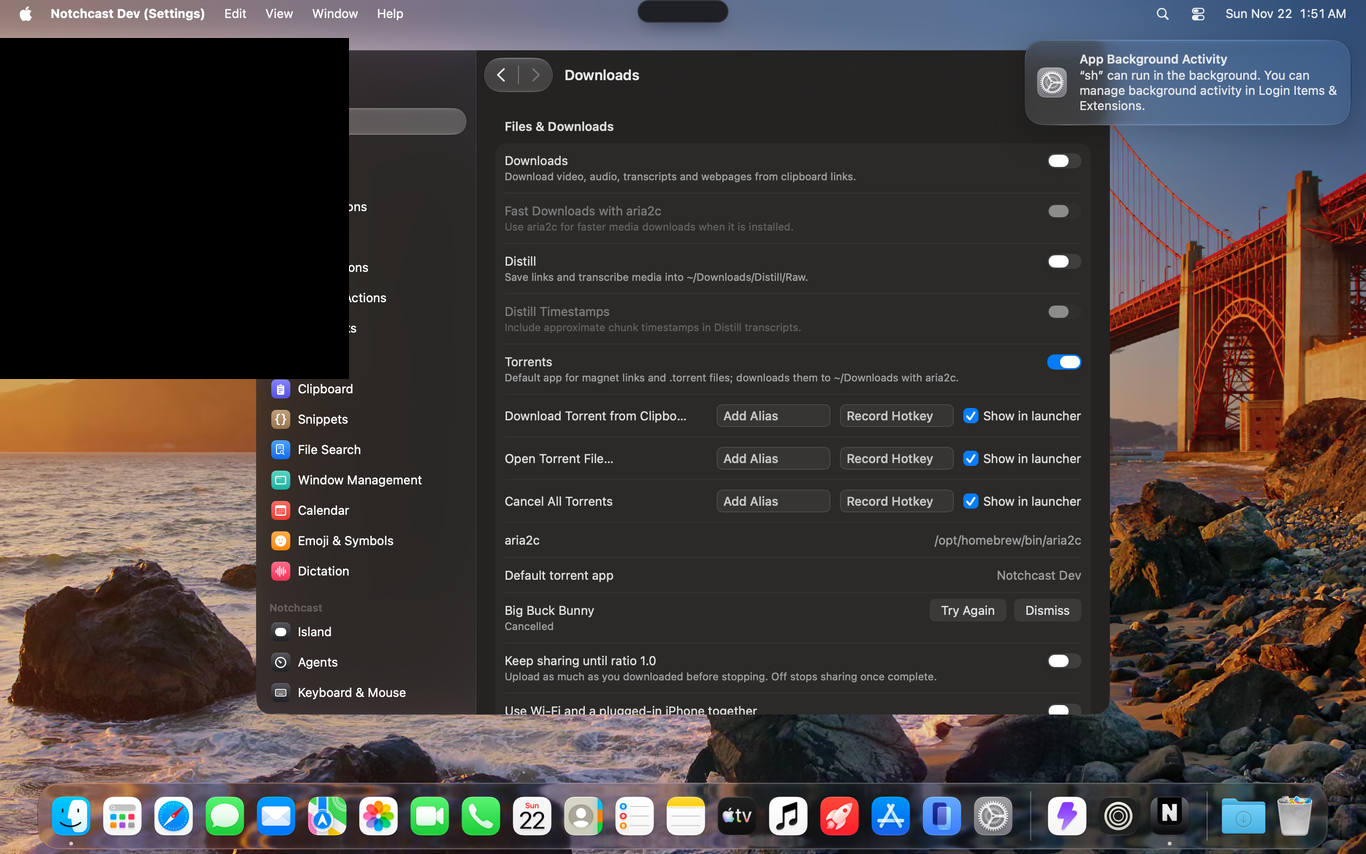 Notchcast Dev (Settings) Edit View Window Help
Sun Nov 22 1:51 AM
App Background Activity
“sh” can run in the background. You can
manage background activity in Login Items &
Extensions.
Downloads
Files & Downloads
Downloads
Download video, audio, transcripts and webpages from clipboard links.
Fast Downloads with aria2c
Use aria2c for faster media downloads when it is installed.
Distill
Save links and transcribe media into ~/Downloads/Distill/Raw.
Distill Timestamps
Include approximate chunk timestamps in Distill transcripts.
Torrents
Default app for magnet links and .torrent files; downloads them to ~/Downloads with aria2c.
Download Torrent from Clipbo... Add Alias Record Hotkey Show in launcher
Open Torrent File... Add Alias Record Hotkey Show in launcher
Cancel All Torrents Add Alias Record Hotkey Show in launcher
aria2c /opt/homebrew/bin/aria2c
Default torrent app Notchcast Dev
Big Buck Bunny Try Again Dismiss
Cancelled
Keep sharing until ratio 1.0
Upload as much as you downloaded before stopping. Off stops sharing once complete.
Use Wi-Fi and a plugged-in iPhone together
ons
ons
Actions
ts
Clipboard
Snippets
File Search
Window Management
Calendar
Emoji & Symbols
Dictation
Notchcast
Island
Agents
Keyboard & Mouse
Sun
22
tv
N